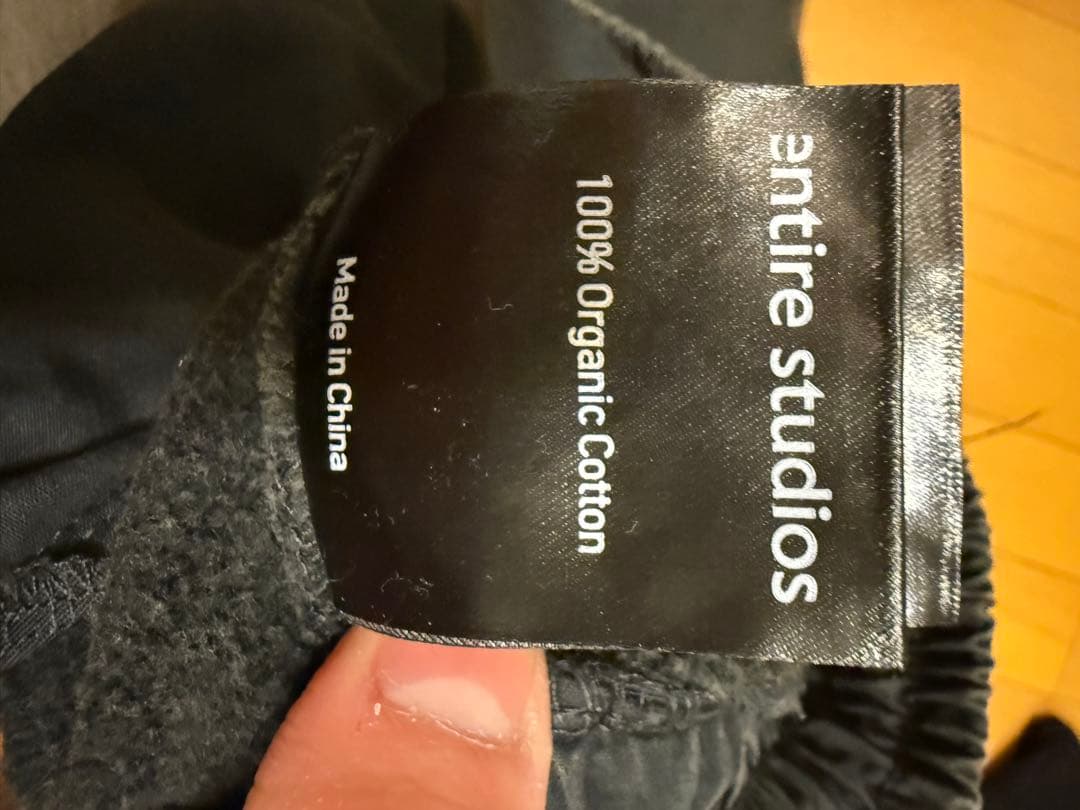 entire studios
100% Organic Cotton
Made in China